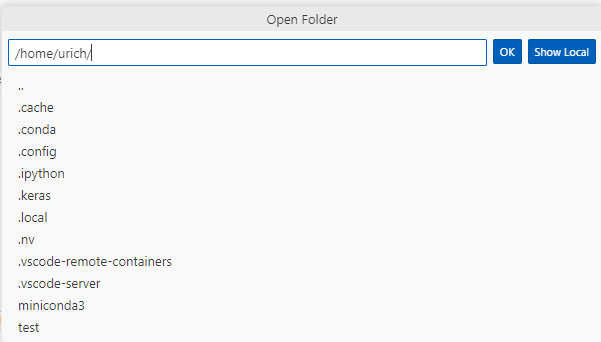 Open Folder
/home/urich/
OK
Show Local
..
.cache
.conda
.config
.ipython
.keras
.local
.nv
.vscode-remote-containers
.vscode-server
miniconda3
test